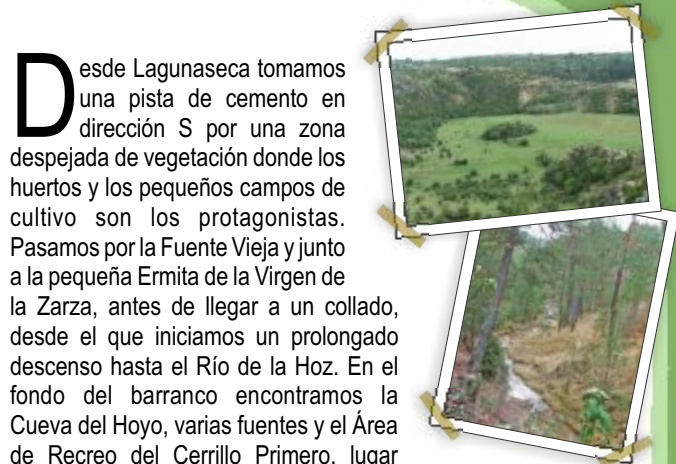 Desde Lagunaseca tomamos
una pista de cemento en
dirección S por una zona
despejada de vegetación donde los
huertos y los pequeños campos de
cultivo son los protagonistas.
Pasamos por la Fuente Vieja y junto
a la pequeña Ermita de la Virgen de
la Zarza, antes de llegar a un collado,
desde el que iniciamos un prolongado
descenso hasta el Río de la Hoz. En el
fondo del barranco encontramos la
Cueva del Hoyo, varias fuentes y el Área
de Recreo del Cerrillo Primero, lugar